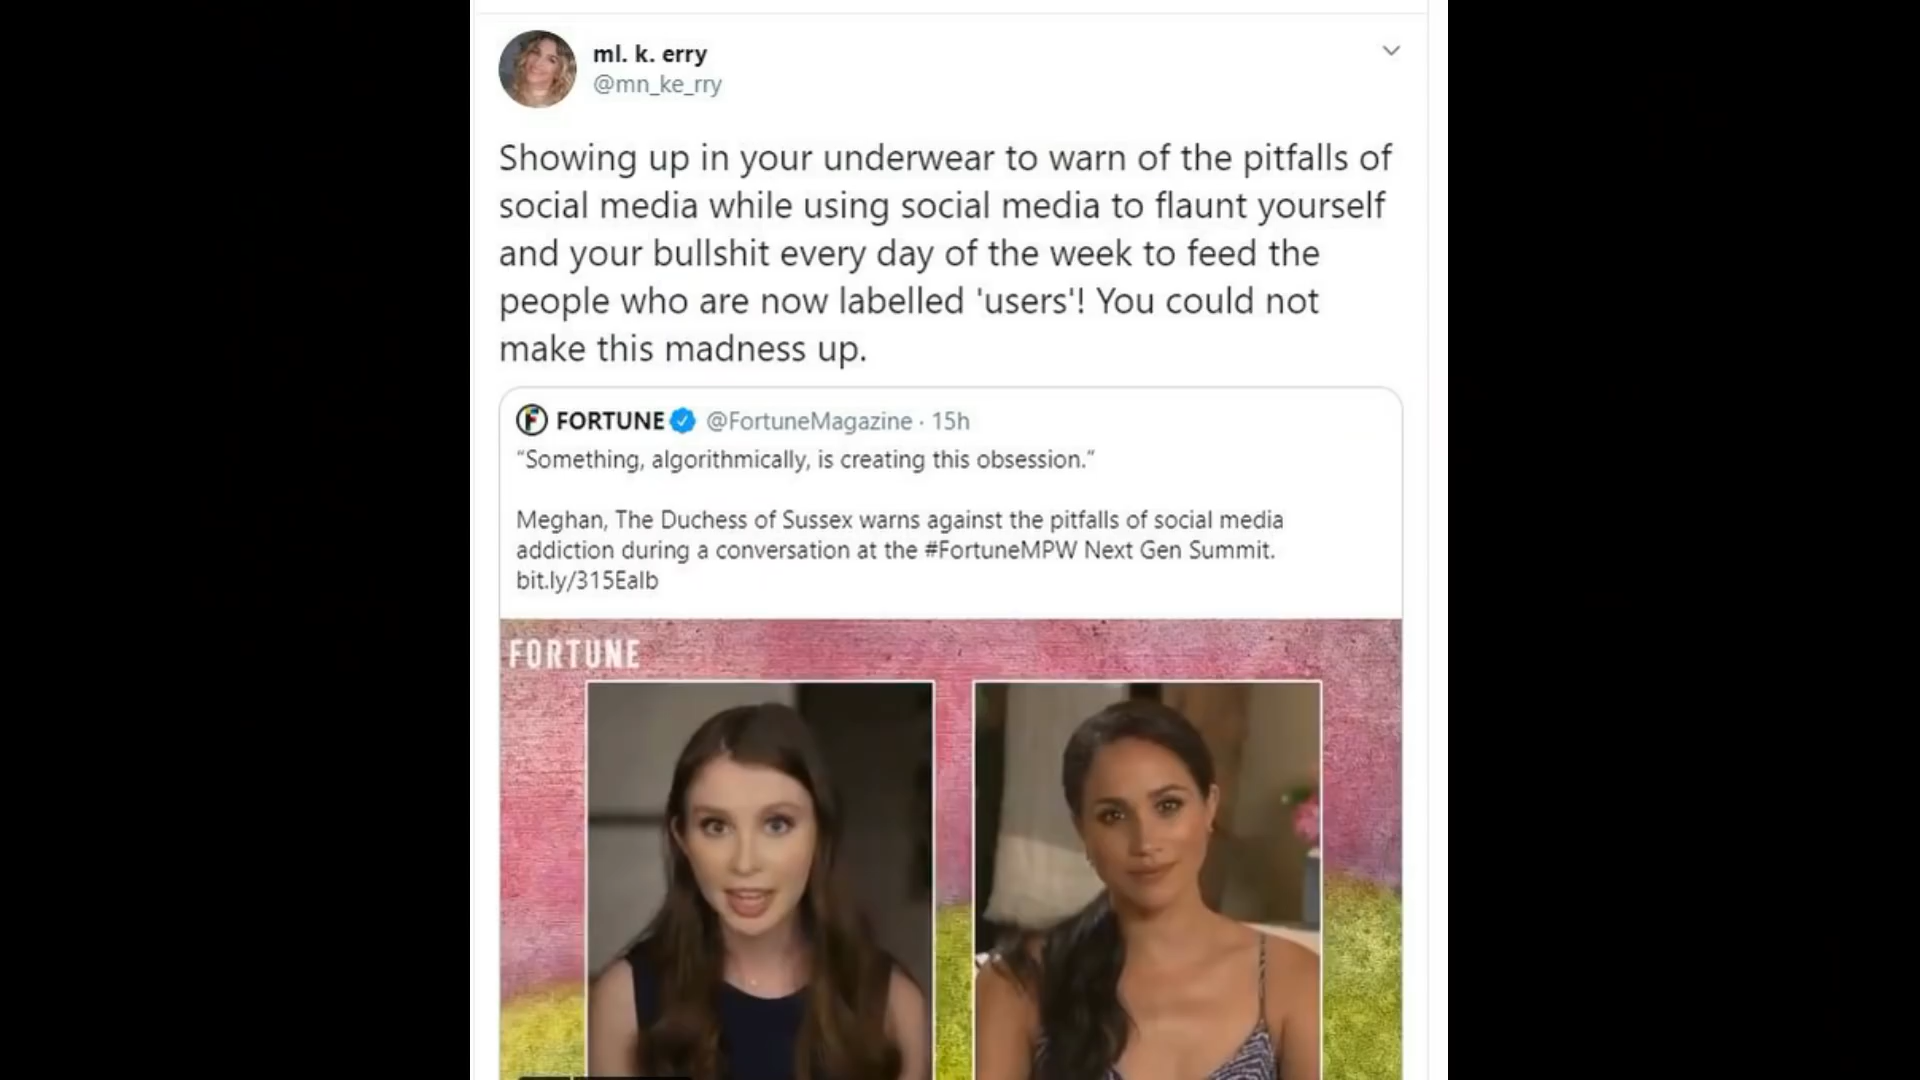 ml. k. erry
@mn_ke_rry
Showing up in your underwear to warn of the pitfalls of
social media while using social media to flaunt yourself
and your bullshit every day of the week to feed the
people who are now labelled 'users'! You could not
make this madness up.
FORTUNE @FortuneMagazine · 15h
“Something, algorithmically, is creating this obsession.”
Meghan, The Duchess of Sussex warns against the pitfalls of social media
addiction during a conversation at the #FortuneMPW Next Gen Summit.
bit.ly/315Ealb
FORTUNE